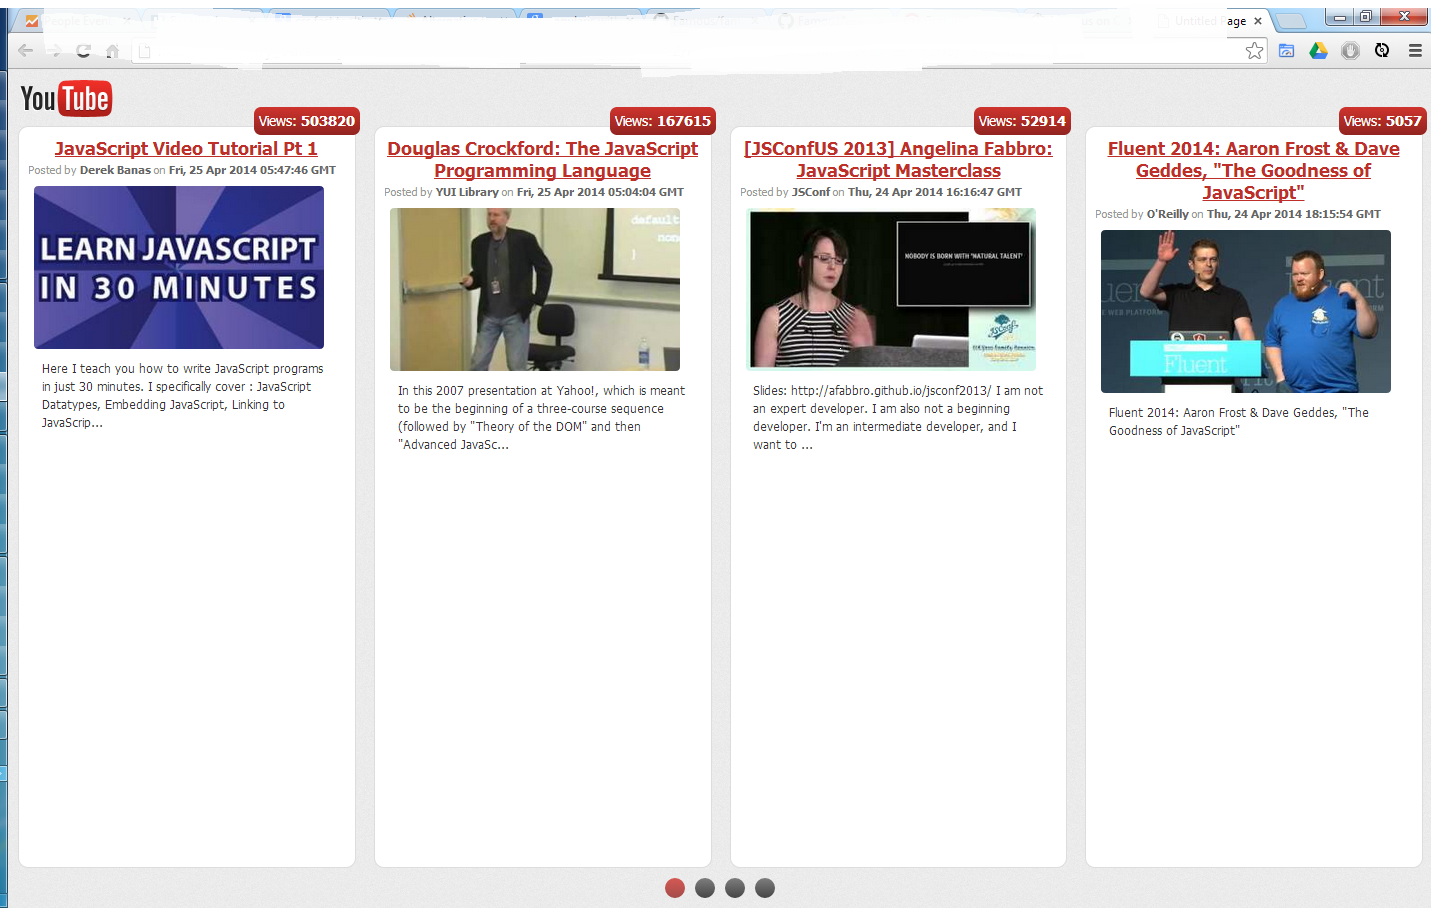 Untitled Page
YouTube
Views: 503820
JavaScript Video Tutorial Pt 1
Posted by Derek Banas on Fri, 25 Apr 2014 05:47:46 GMT
LEARN JAVASCRIPT
IN 30 MINUTES
Here I teach you how to write JavaScript programs
in just 30 minutes. I specifically cover : JavaScript
Datatypes, Embedding JavaScript, Linking to
JavaScrip...
Views: 167615
Douglas Crockford: The JavaScript
Programming Language
Posted by YUI Library on Fri, 25 Apr 2014 05:04:04 GMT
default
In this 2007 presentation at Yahoo!, which is meant
to be the beginning of a three-course sequence
(followed by "Theory of the DOM" and then
"Advanced JavaSc...
Views: 52914
[JSConfUS 2013] Angelina Fabbro:
JavaScript Masterclass
Posted by JSConf on Thu, 24 Apr 2014 16:16:47 GMT
NOBODY IS BORN WITH 'NATURAL TALENT'
JSConf
Slides: http://afabbro.github.io/jsconf2013/ I am not
an expert developer. I am also not a beginning
developer. I'm an intermediate developer, and I
want to ...
Views: 5057
Fluent 2014: Aaron Frost & Dave
Geddes, "The Goodness of
JavaScript"
Posted by O'Reilly on Thu, 24 Apr 2014 18:15:54 GMT
Fluent
Fluent 2014: Aaron Frost & Dave Geddes, "The
Goodness of JavaScript"